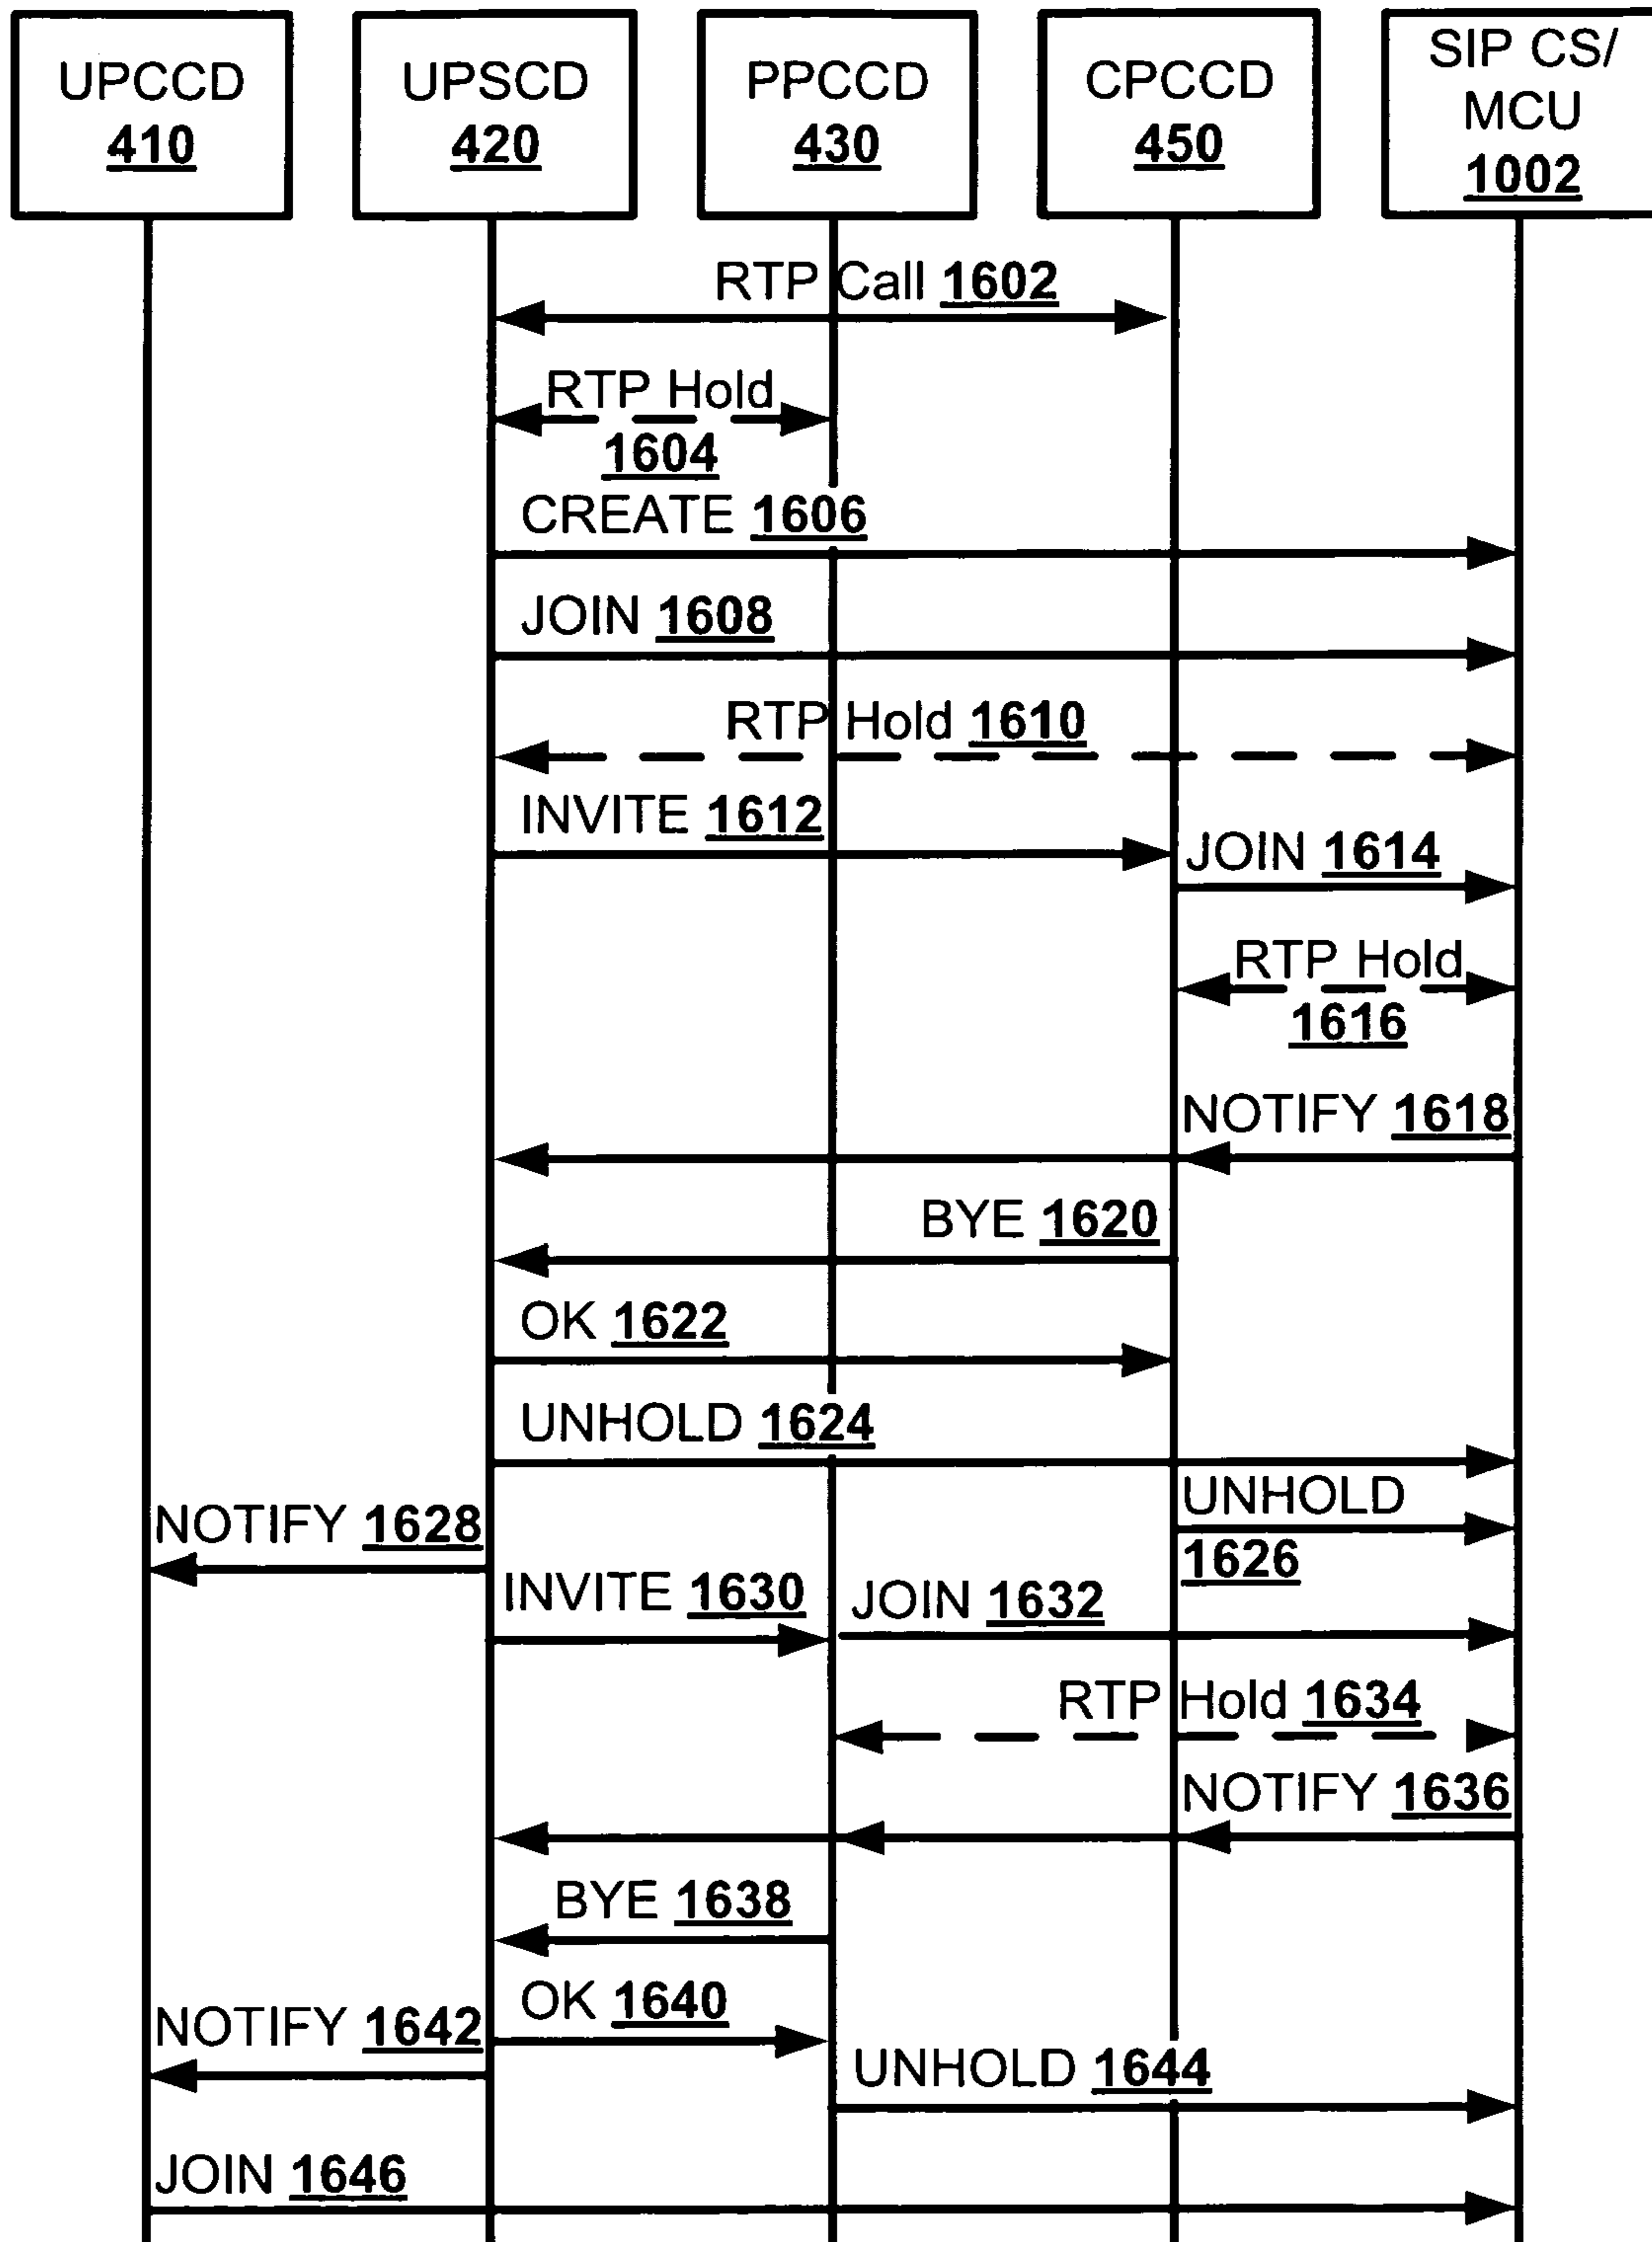 UPCCD
410
UPSCD
420
PPCCD
430
CPCCD
450
SIP CS/
MCU
1002
RTP Call 1602
RTP Hold
1604
CREATE 1606
JOIN 1608
RTP Hold 1610
INVITE 1612
JOIN 1614
RTP Hold
1616
NOTIFY 1618
BYE 1620
OK 1622
UNHOLD 1624
UNHOLD
1626
NOTIFY 1628
INVITE 1630
JOIN 1632
RTP Hold 1634
NOTIFY 1636
BYE 1638
OK 1640
NOTIFY 1642
UNHOLD 1644
JOIN 1646